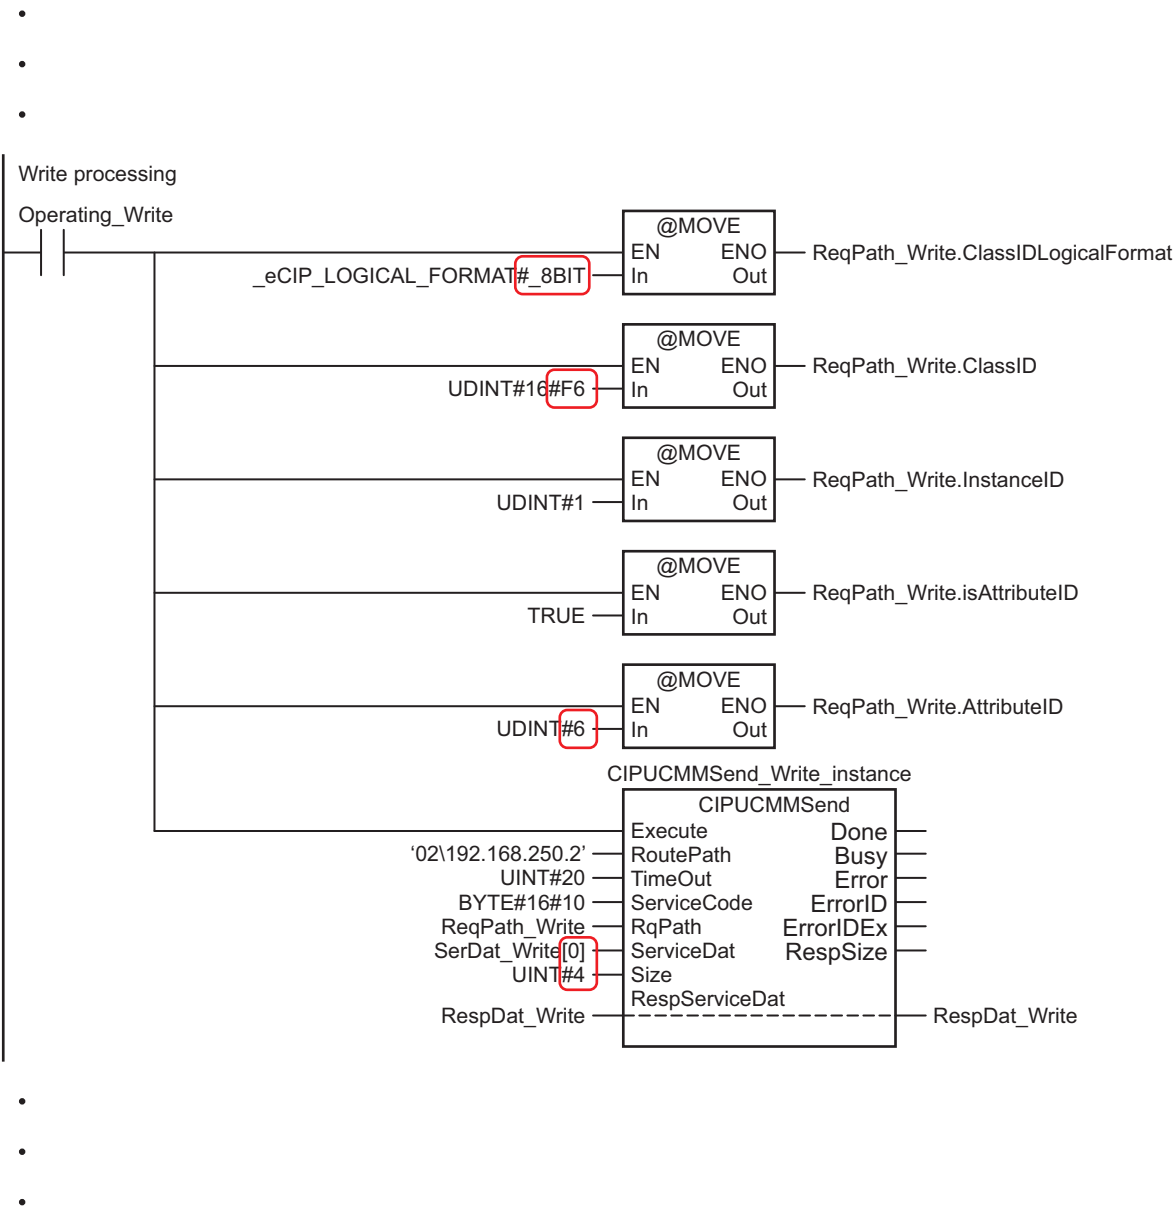 •
•
•
Write processing
Operating_Write
@MOVE
EN ENO ReqPath_Write.ClassIDLogicalFormat
_eCIP_LOGICAL_FORMAT#_8BIT In Out
@MOVE
EN ENO ReqPath_Write.ClassID
UDINT#16#F6 In Out
@MOVE
EN ENO ReqPath_Write.InstanceID
UDINT#1 In Out
@MOVE
EN ENO ReqPath_Write.isAttributeID
TRUE In Out
@MOVE
EN ENO ReqPath_Write.AttributeID
UDINT#6 In Out
CIPUCMMSend_Write_instance
CIPUCMMSend
Execute Done
‘02\192.168.250.2’ RoutePath Busy
UINT#20 TimeOut Error
BYTE#16#10 ServiceCode ErrorID
ReqPath_Write RqPath ErrorIDEx
SerDat_Write[0] ServiceDat RespSize
UINT#4 Size
RespServiceDat
RespDat_Write RespDat_Write
•
•
•